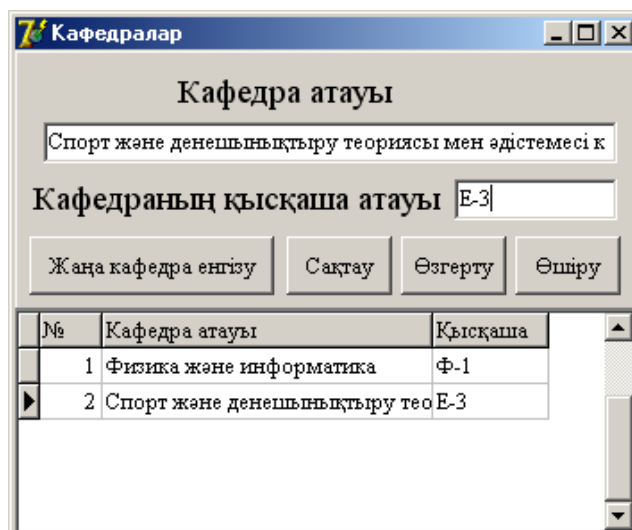 Кафедралар
Кафедра атауы
Спорт және денешынықтыру теориясы мен әдістемесі к
Кафедраның қысқаша атауы Е-3
Жаңа кафедра енгізу Сақтау Өзгерту Өшіру
№ Кафедра атауы Қысқаша
1 Физика және информатика Ф-1
2 Спорт және денешынықтыру тео Е-3